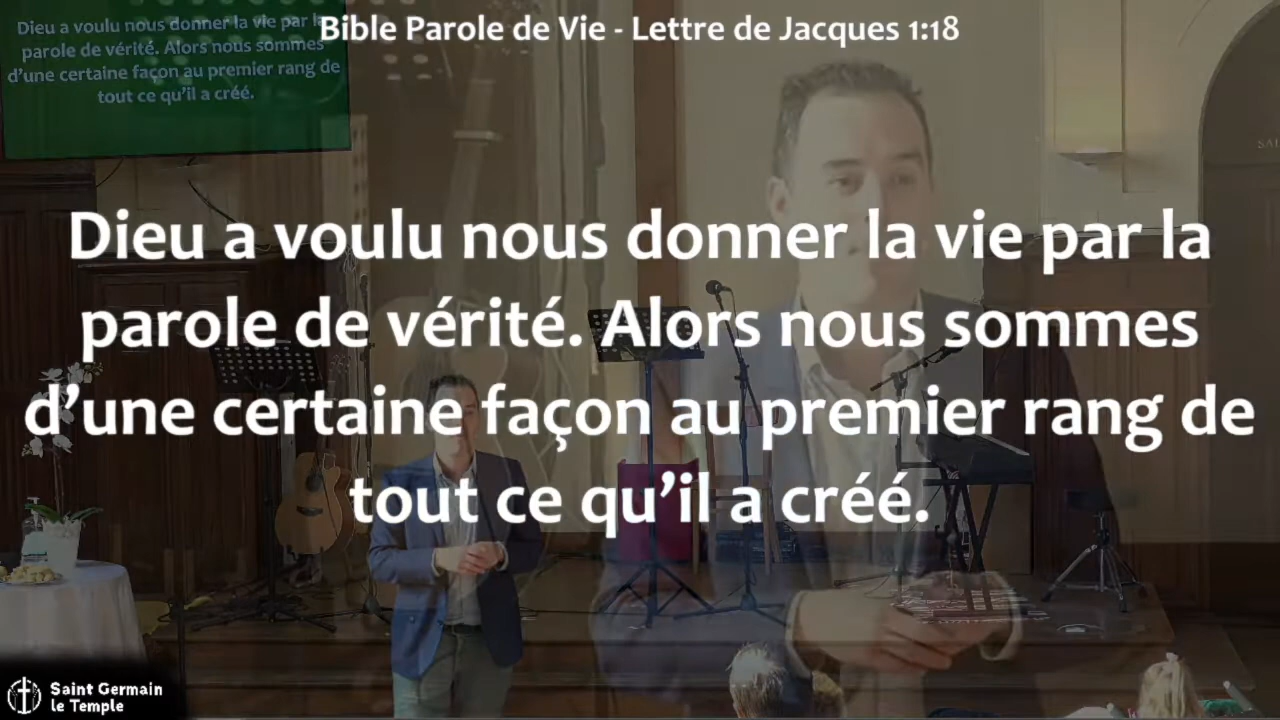 Bible Parole de Vie - Lettre de Jacques 1:18
Dieu a voulu nous donner la vie par la
parole de vérité. Alors nous sommes
d'une certaine façon au premier rang de
tout ce qu'il a créé.
Dieu a voulu nous donner la vie par la
parole de vérité. Alors nous sommes
d'une certaine façon au premier rang de
tout ce qu'il a créé.
Saint Germain
le Temple